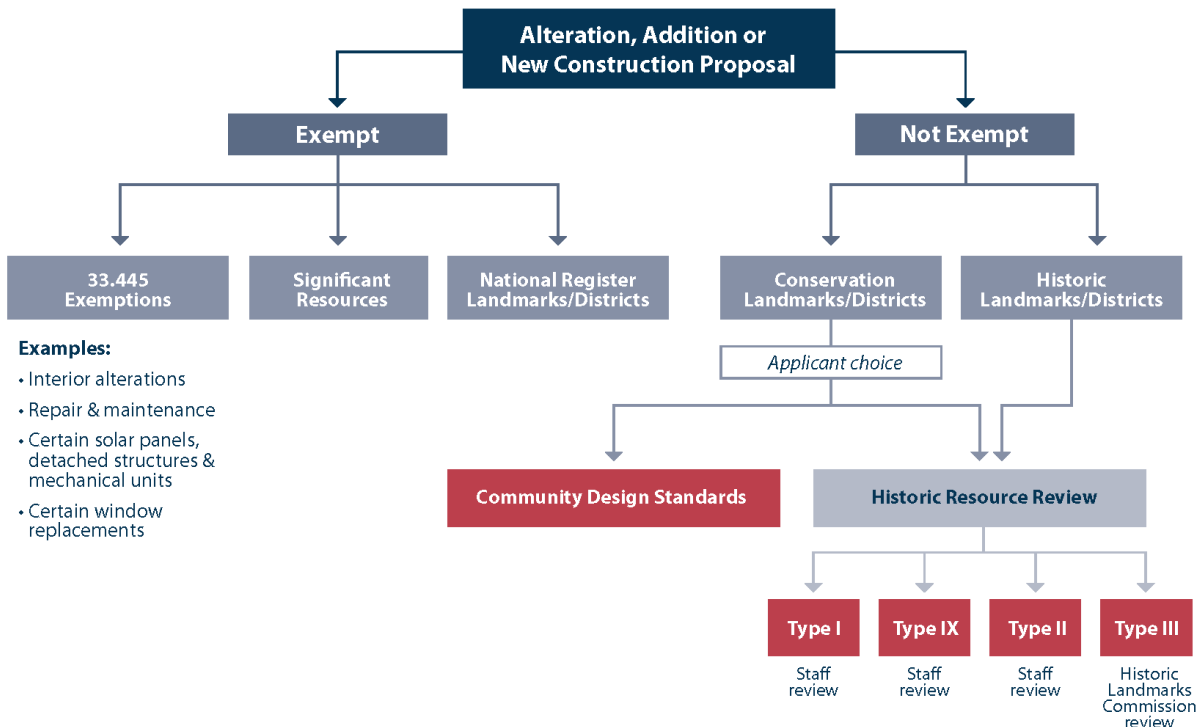 Alteration, Addition or
New Construction Proposal
Exempt
Not Exempt
33.445
Exemptions
Significant
Resources
National Register
Landmarks/Districts
Conservation
Landmarks/Districts
Historic
Landmarks/Districts
Examples:
• Interior alterations
• Repair & maintenance
• Certain solar panels,
detached structures &
mechanical units
• Certain window
replacements
Applicant choice
Community Design Standards
Historic Resource Review
Type I
Type IX
Type II
Type III
Staff
review
Staff
review
Staff
review
Historic
Landmarks
Commission
review